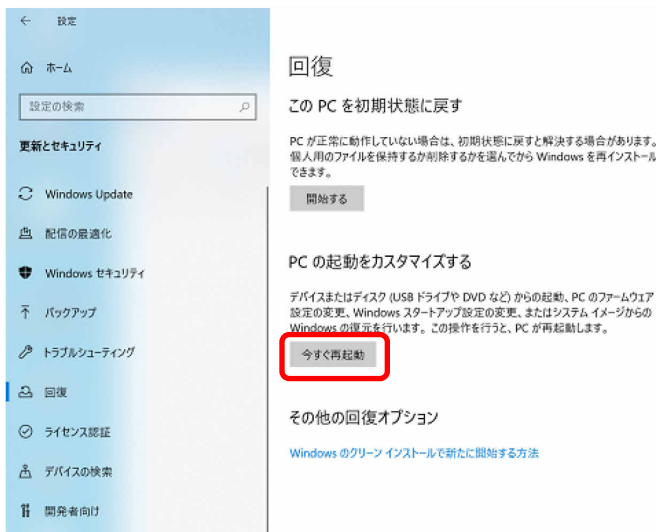 設定
ホーム
設定の検索
更新とセキュリティ
Windows Update
配信の最適化
Windows セキュリティ
バックアップ
トラブルシューティング
回復
ライセンス認証
デバイスの検索
開発者向け
回復
この PC を初期状態に戻す
PC が正常に動作していない場合は、初期状態に戻すと解決する場合があります。
個人用のファイルを保持するか削除するかを選んでから Windows を再インストール
できます。
開始する
PC の起動をカスタマイズする
デバイスまたはディスク (USB ドライブや DVD など) からの起動、PC のファームウェア
設定の変更、Windows スタートアップ設定の変更、またはシステム イメージからの
Windows の復元を行います。この操作を行うと、PC が再起動します。
今すぐ再起動
その他の回復オプション
Windows のクリーン インストールで新たに開始する方法